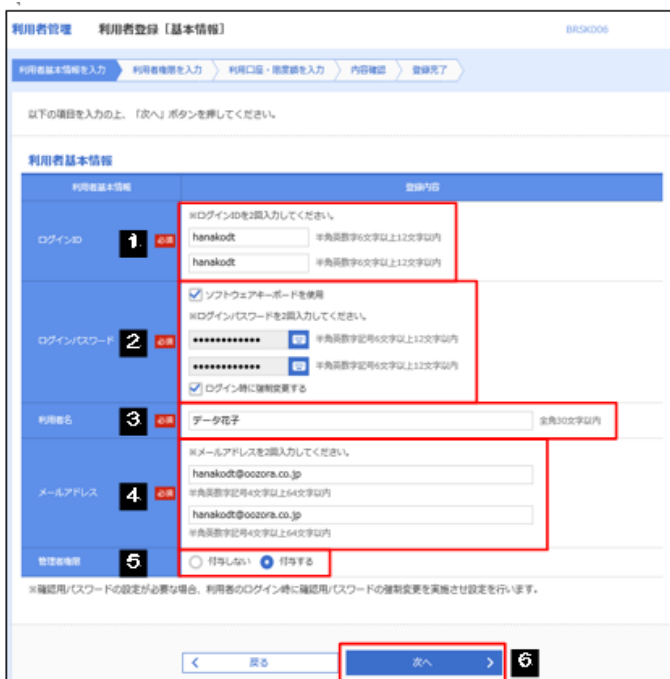 利用者管理 利用者登録［基本情報］ BRSK006
利用者基本情報を入力 利用者権限を入力 利用口座・限度額を入力 内容確認 登録完了
以下の項目を入力の上、「次へ」ボタンを押してください。
利用者基本情報
利用者基本情報 登録内容
※ログインIDを2回入力してください。
ログインID 1 必須 hanakodt 半角英数字6文字以上12文字以内
hanakodt 半角英数字6文字以上12文字以内
ソフトウェアキーボードを使用
※ログインパスワードを2回入力してください。
ログインパスワード 2 必須 •••••••••••• 半角英数字記号6文字以上12文字以内
•••••••••••• 半角英数字記号6文字以上12文字以内
ログイン時に強制変更する
利用者名 3 必須 データ花子 全角30文字以内
※メールアドレスを2回入力してください。
hanakodt@oozora.co.jp
メールアドレス 4 必須 半角英数字記号4文字以上64文字以内
hanakodt@oozora.co.jp
半角英数字記号4文字以上64文字以内
管理者権限 5 付与しない 付与する
※確認用パスワードの設定が必要な場合、利用者のログイン時に確認用パスワードの強制変更を実施させ設定を行います。
戻る 次へ 6